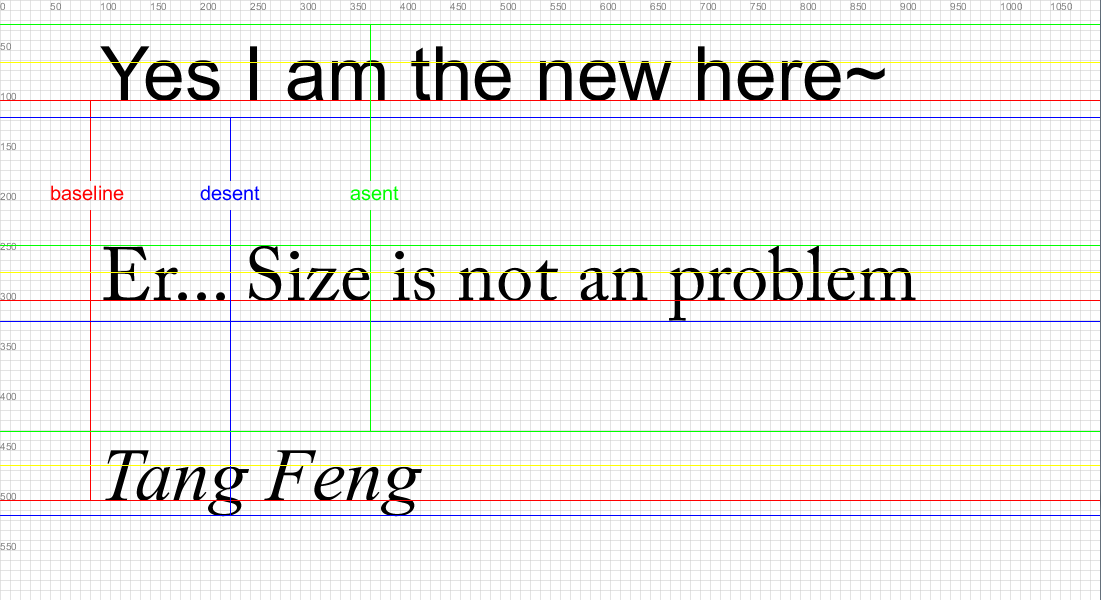 0 50 100 150 200 250 300 350 400 450 500 550 600 650 700 750 800 850 900 950 1000 1050
50
Yes I am the new here~
100
150
baseline desent asent
200
250
Er... Size is not an problem
300
350
400
450
Tang Feng
500
550